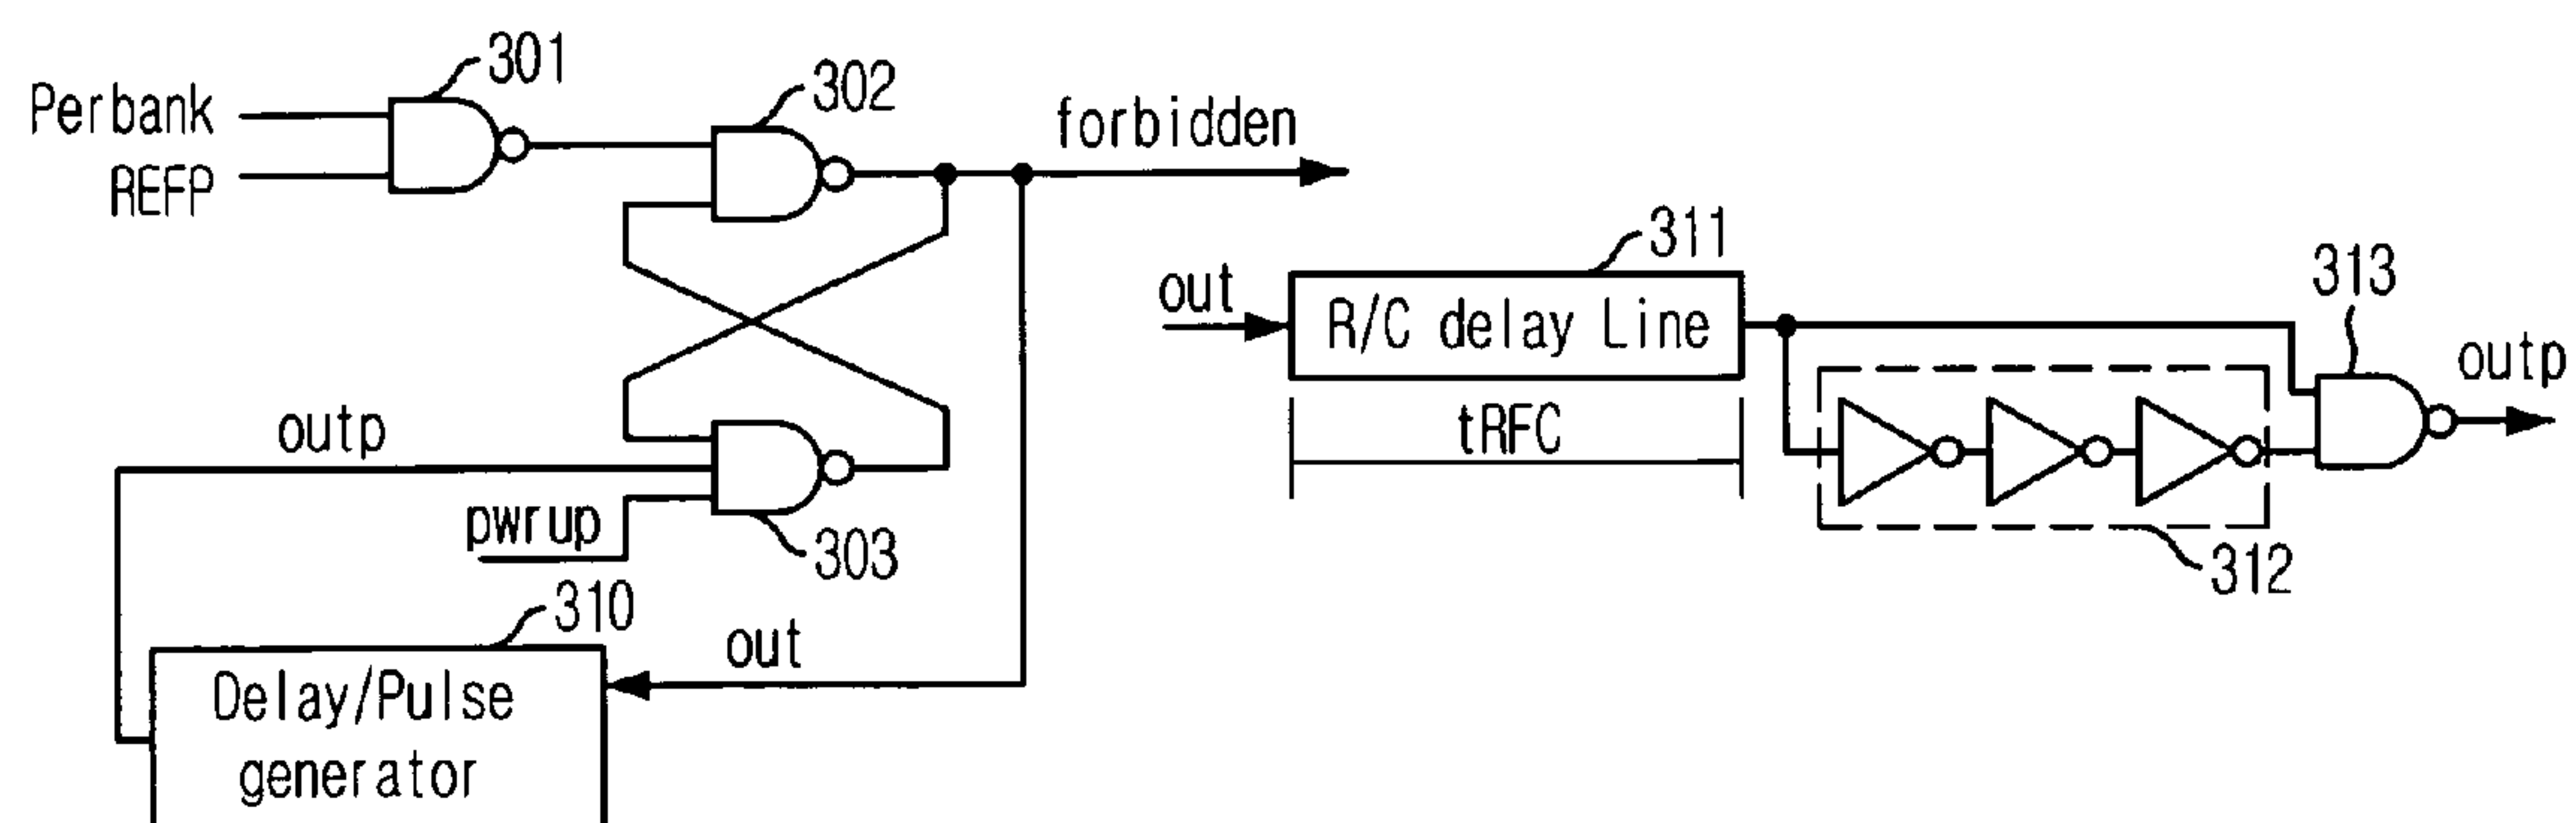 301
302
Perbank
REFP
forbidden
311
313
out
R/C delay Line
outp
tRFC
outp
pwrup
303
312
310
out
Delay/Pulse
generator